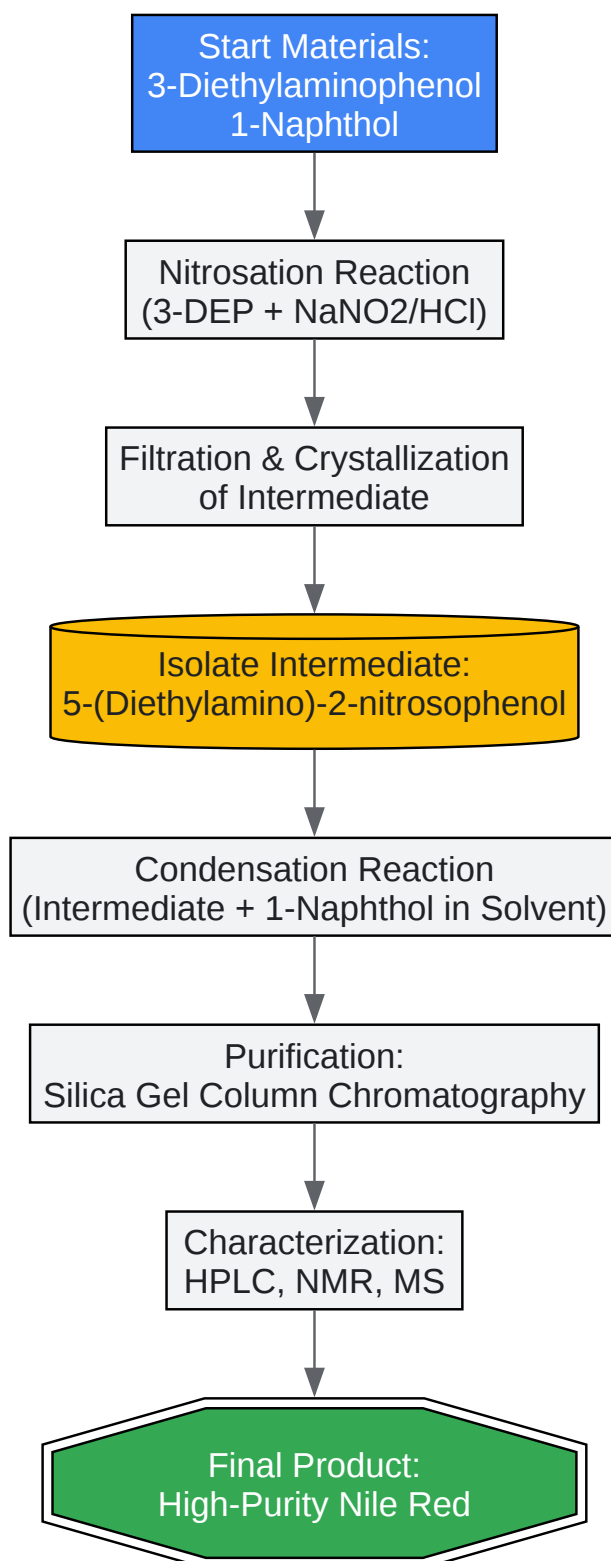 Start Materials:
3-Diethylaminophenol
1-Naphthol
Nitrosation Reaction
(3-DEP + NaNO2/HCl)
Filtration & Crystallization
of Intermediate
Isolate Intermediate:
5-(Diethylamino)-2-nitrosophenol
Condensation Reaction
(Intermediate + 1-Naphthol in Solvent)
Purification:
Silica Gel Column Chromatography
Characterization:
HPLC, NMR, MS
Final Product:
High-Purity Nile Red